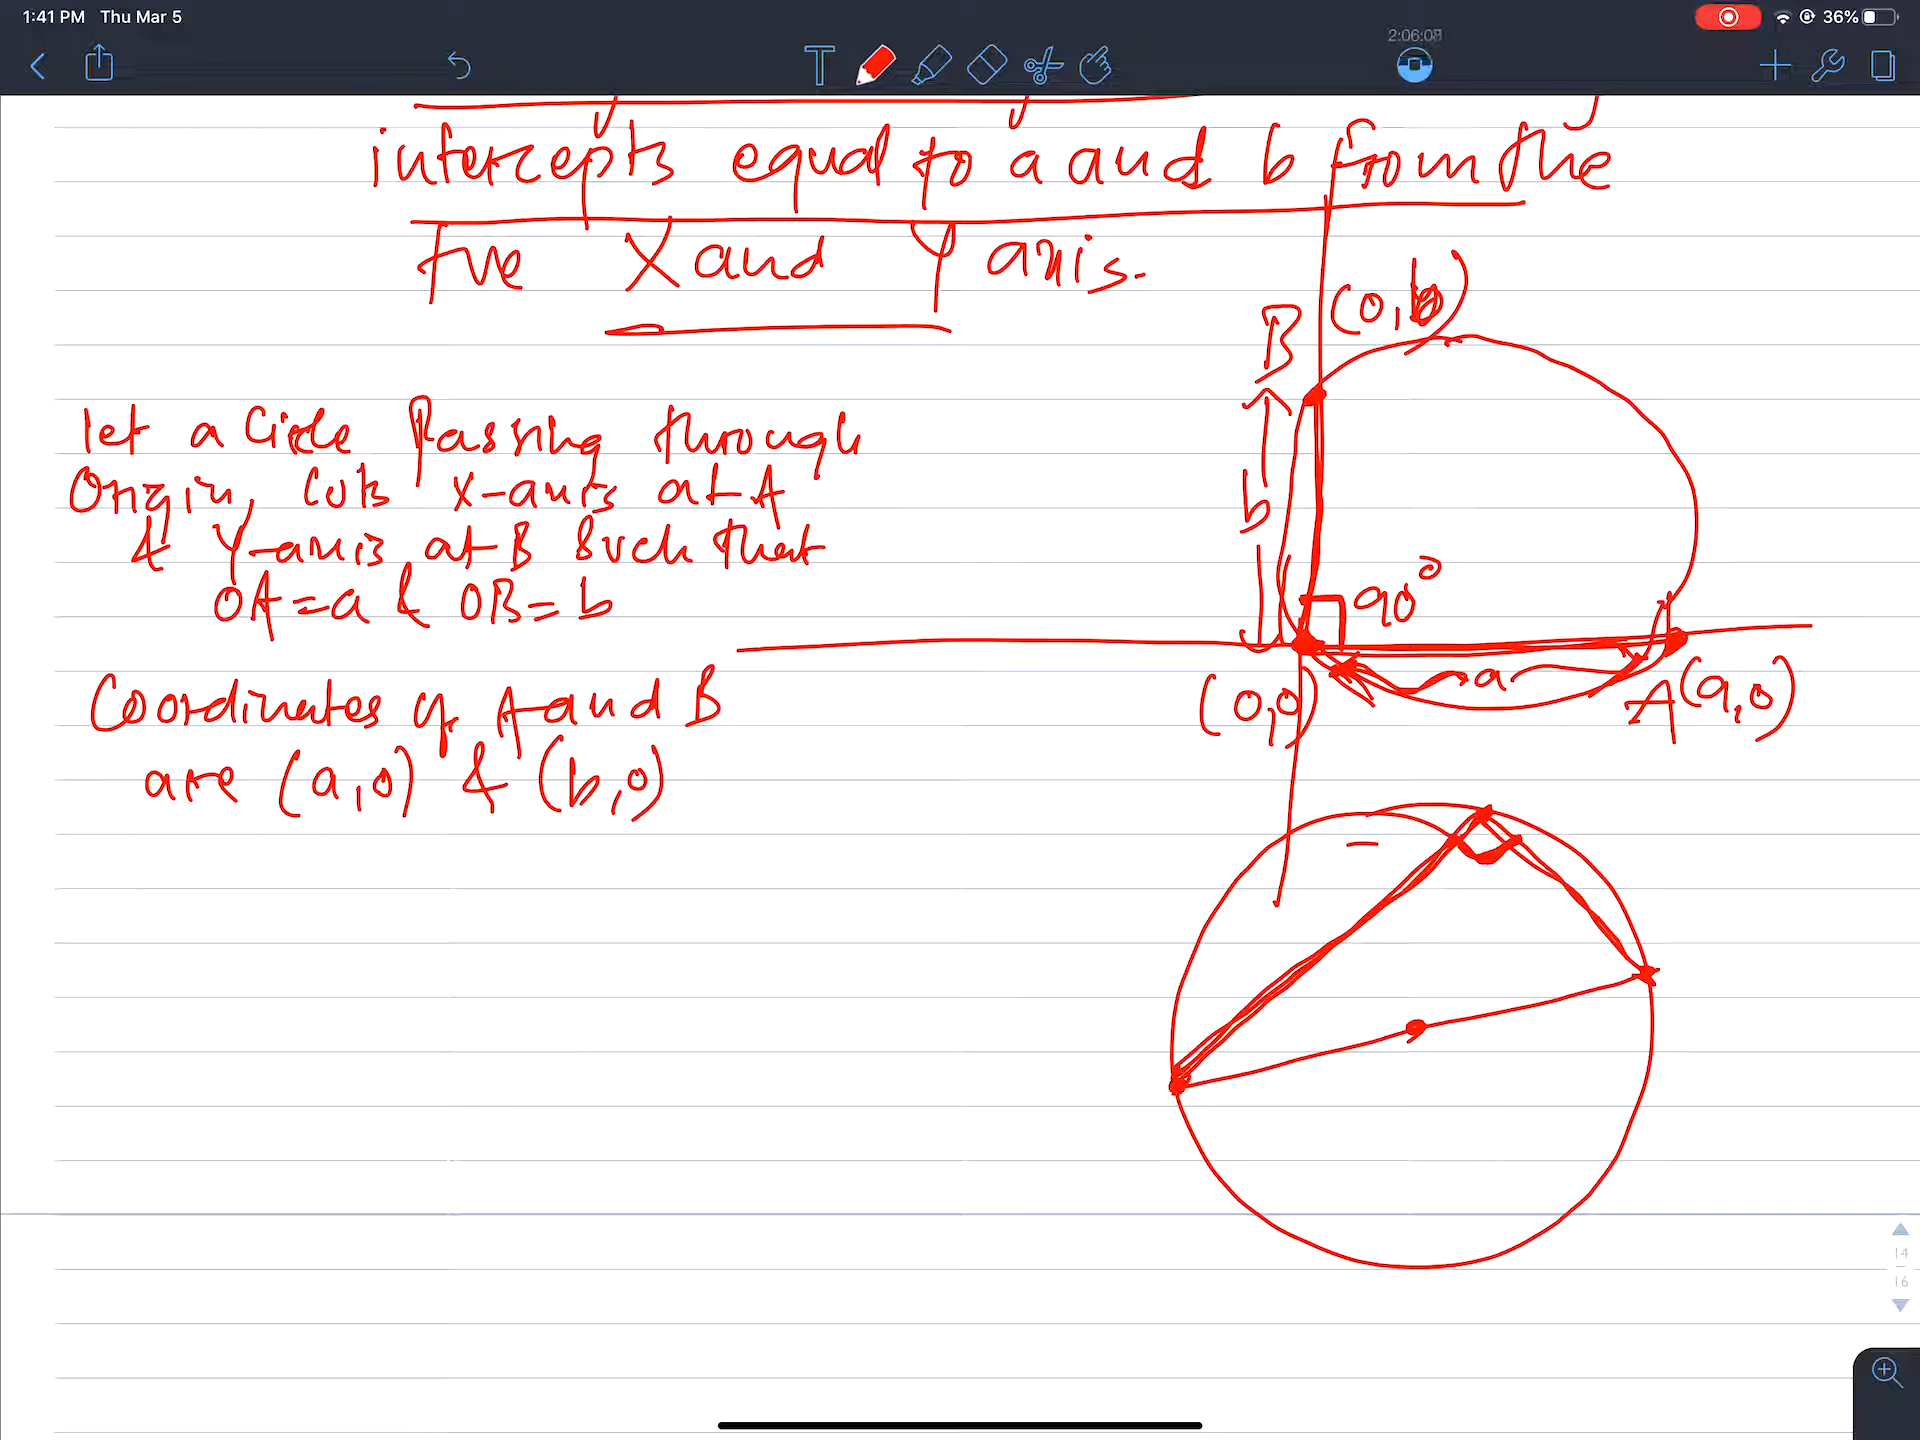 1:41 PM Thu Mar 5
36%
2:06:08
intercepts equal to a and b from the
+ve X and Y axis.
let a Circle Passing through
Origin, cuts X-axis at A
& Y-axis at B Such that
OA = a & OB = b
Coordinates of A and B
are (a,0) & (b,0)
B (0,b)
b
90°
a
(0,0)
A(a,0)
14
16